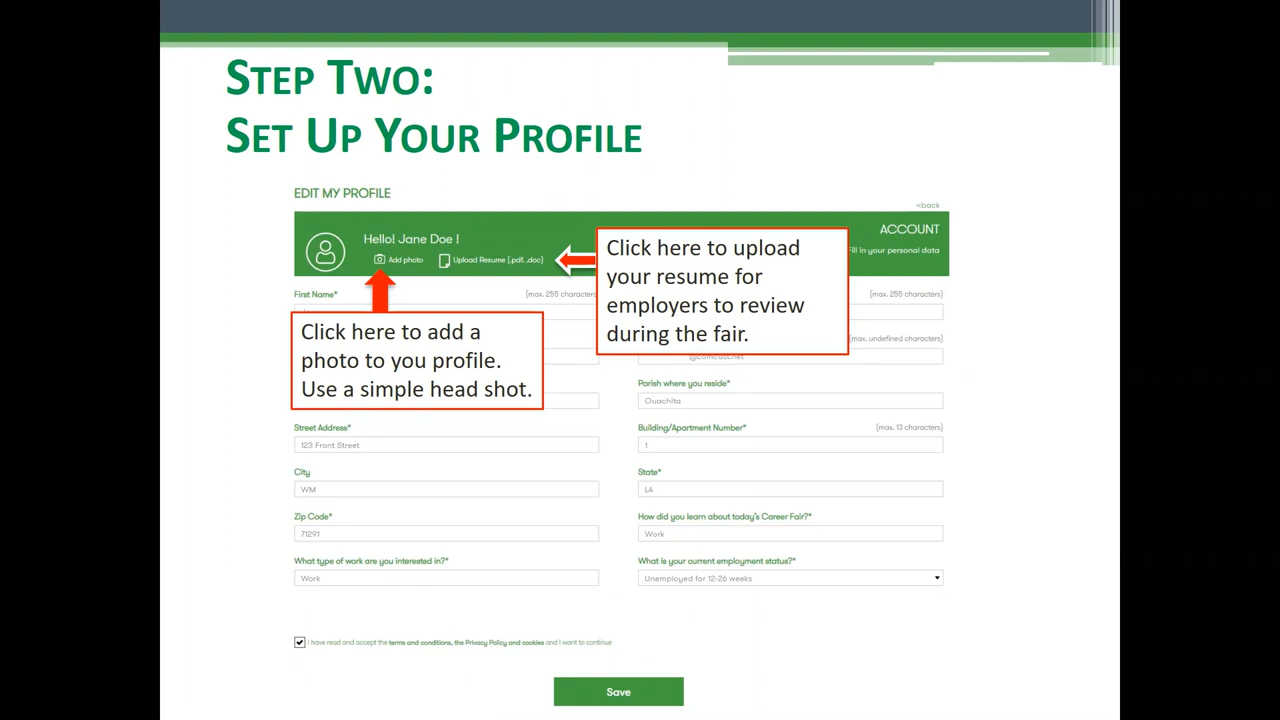 STEP TWO:
SET UP YOUR PROFILE
EDIT MY PROFILE
<back
Hello! Jane Doe !
Add photo
Upload Resume (.pdf, .doc)
ACCOUNT
Fill in your personal data
Click here to upload
your resume for
employers to review
during the fair.
Click here to add a
photo to you profile.
Use a simple head shot.
First Name*
(max. 255 characters
(max. 255 characters)
(max. undefined characters)
@comcast.net
Parish where you reside*
Ouachita
Street Address*
123 Front Street
Building/Apartment Number*
(max. 13 characters)
1
City
WM
State*
LA
Zip Code*
71291
How did you learn about today's Career Fair?*
Work
What type of work are you interested in?*
Work
What is your current employment status?*
Unemployed for 12-26 weeks
I have read and accept the terms and conditions, the Privacy Policy and cookies and I want to continue
Save